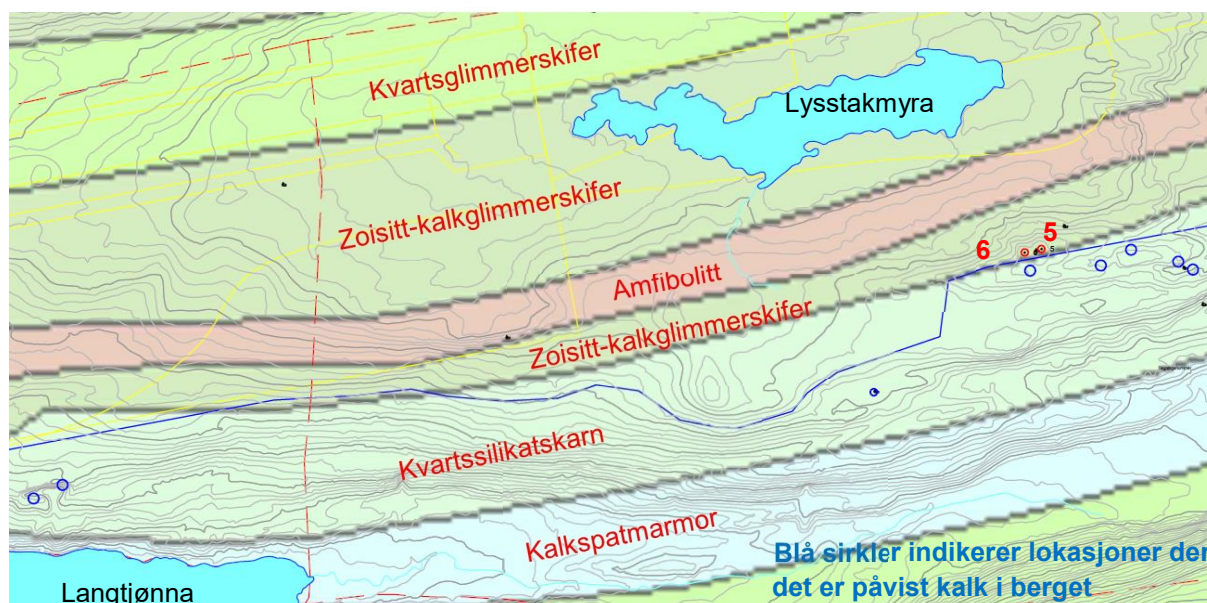 Kvartsglimmerskifer
Lysstakmyra
Zoisitt-kalkglimmerskifer
5
6
5
Amfibolitt
Zoisitt-kalkglimmerskifer
Kvartssilikatskarn
Kalkspatmarmor
Blå sirkler indikerer lokasjoner der
det er påvist kalk i berget
Langtjønna